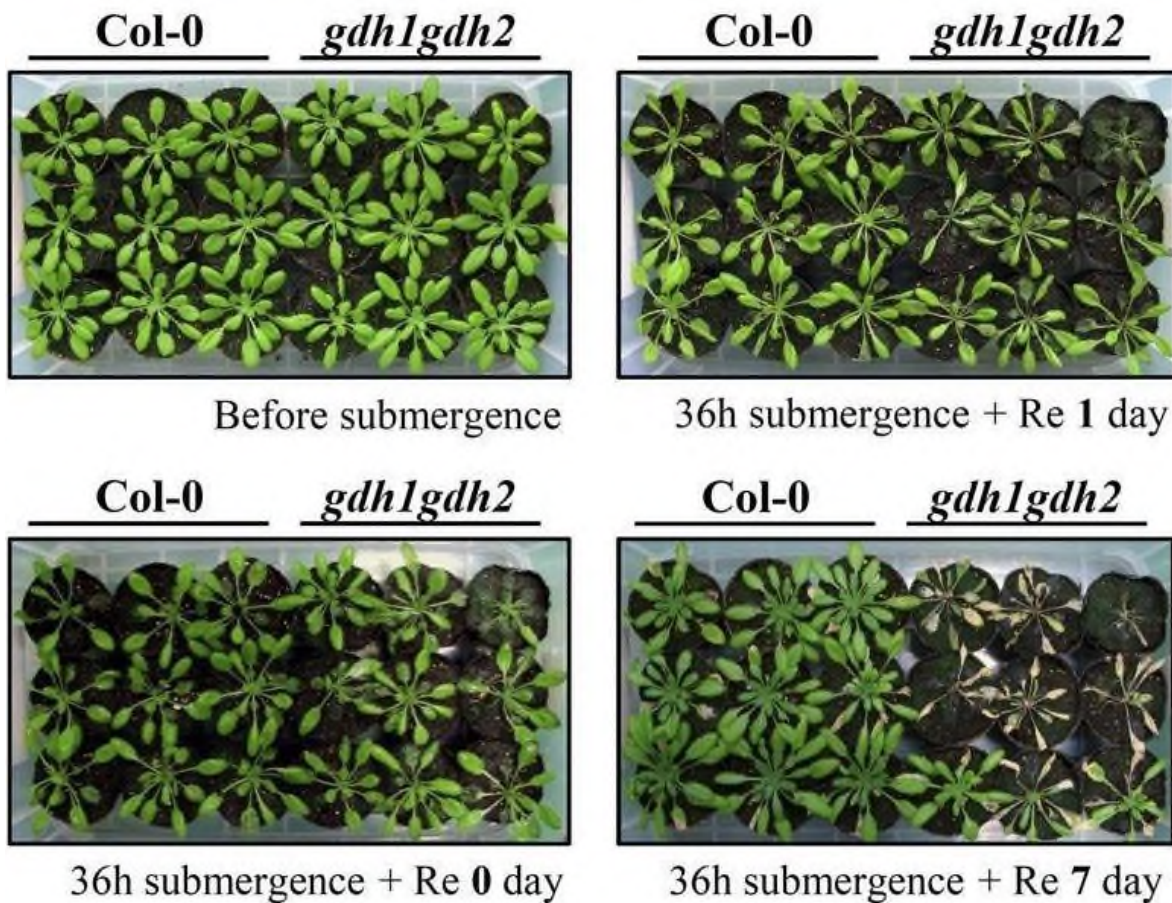 Col-0 gdh1gdh2 Col-0 gdh1gdh2
Before submergence 36h submergence + Re 1 day
Col-0 gdh1gdh2 Col-0 gdh1gdh2
36h submergence + Re 0 day 36h submergence + Re 7 day